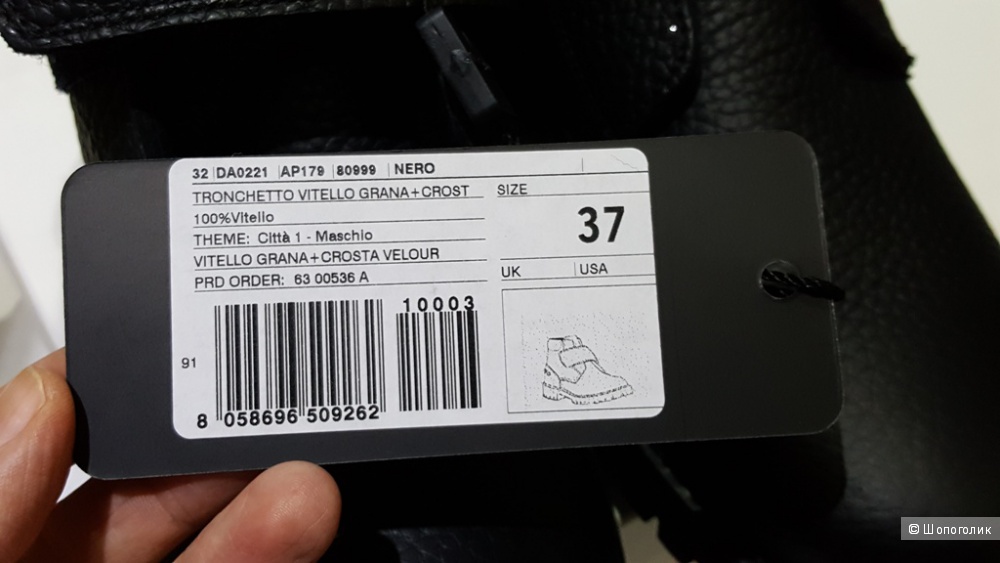 32 DA0221 AP179 80999 NERO
TRONCHETTO VITELLO GRANA+CROST
100%Vitello
THEME: Città 1 - Maschio
VITELLO GRANA+CROSTA VELOUR
PRD ORDER: 63 00536 A
SIZE
37
UK USA
10003
91
8 058696 509262
© Шопоголик